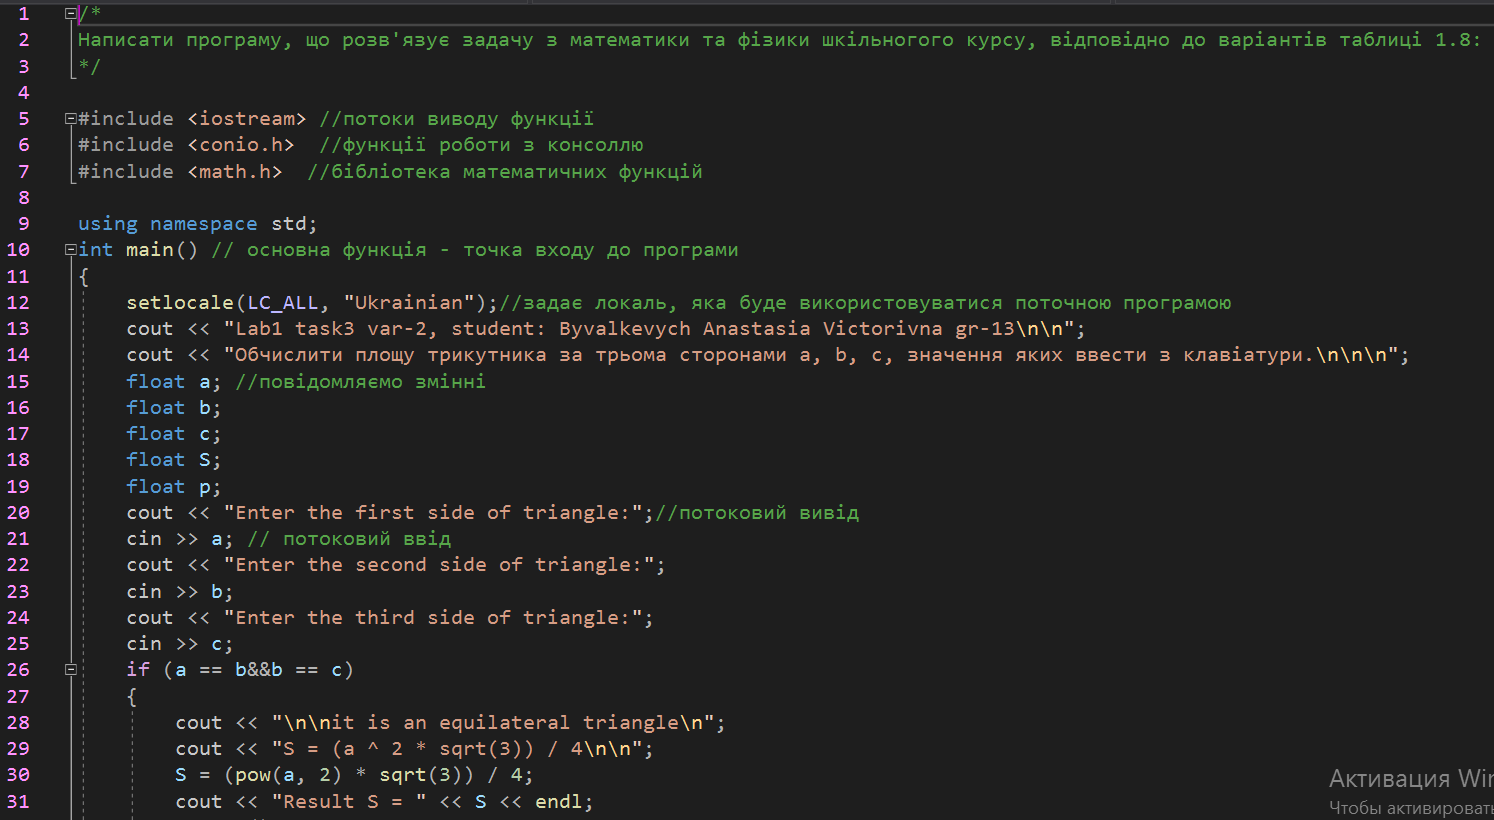 1 /*
2 Написати програму, що розв'язує задачу з математики та фізики шкільного курсу, відповідно до варіантів таблиці 1.8:
3 */
4
5 #include <iostream> //потоки виводу функції
6 #include <conio.h>  //функції роботи з консоллю
7 #include <math.h>  //бібліотека математичних функцій
8
9 using namespace std;
10 int main() // основна функція - точка входу до програми
11 {
12 setlocale(LC_ALL, "Ukrainian");//задає локаль, яка буде використовуватися поточною програмою
13 cout << "Lab1 task3 var-2, student: Byvalkevych Anastasia Victorivna gr-13\n\n";
14 cout << "Обчислити площу трикутника за трьома сторонами a, b, c, значення яких ввести з клавіатури.\n\n\n";
15 float a; //повідомляємо змінні
16 float b;
17 float c;
18 float S;
19 float p;
20 cout << "Enter the first side of triangle:";//потоковий вивід
21 cin >> a; // потоковий ввід
22 cout << "Enter the second side of triangle:";
23 cin >> b;
24 cout << "Enter the third side of triangle:";
25 cin >> c;
26 if (a == b&&b == c)
27 {
28 cout << "\n\nit is an equilateral triangle\n";
29 cout << "S = (a ^ 2 * sqrt(3)) / 4\n\n";
30 S = (pow(a, 2) * sqrt(3)) / 4;
31 cout << "Result S = " << S << endl;
Активация Win
Чтобы активировать